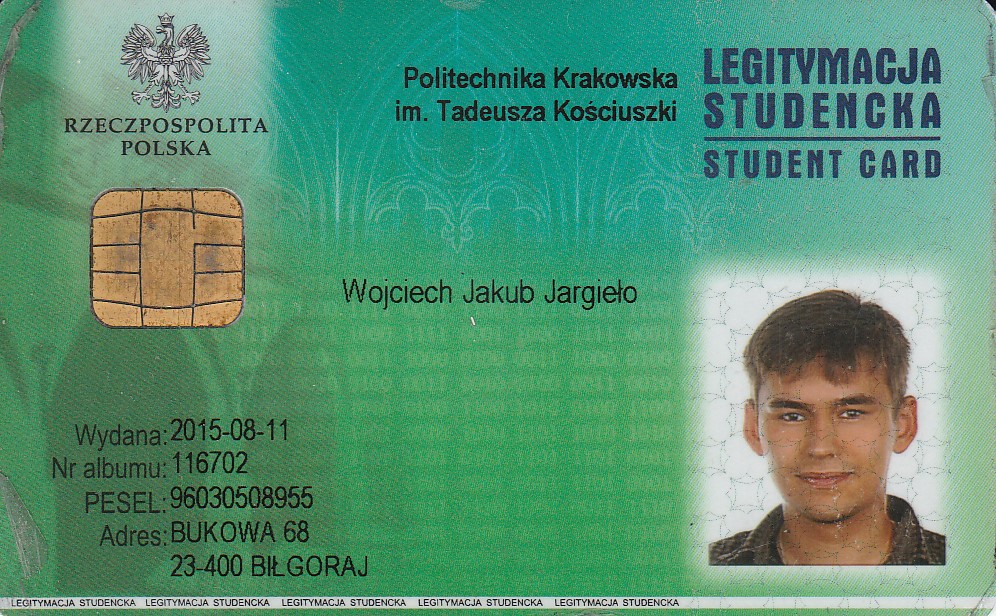 RZECZPOSPOLITA
POLSKA
Politechnika Krakowska
im. Tadeusza Kościuszki
LEGITYMACJA
STUDENCKA
STUDENT CARD
Wojciech Jakub Jargieło
Wydana: 2015-08-11
Nr albumu: 116702
PESEL: 96030508955
Adres: BUKOWA 68
23-400 BIŁGORAJ
LEGITYMACJA STUDENCKA LEGITYMACJA STUDENCKA LEGITYMACJA STUDENCKA LEGITYMACJA STUDENCKA LEGITYMACJA STUDENCKA